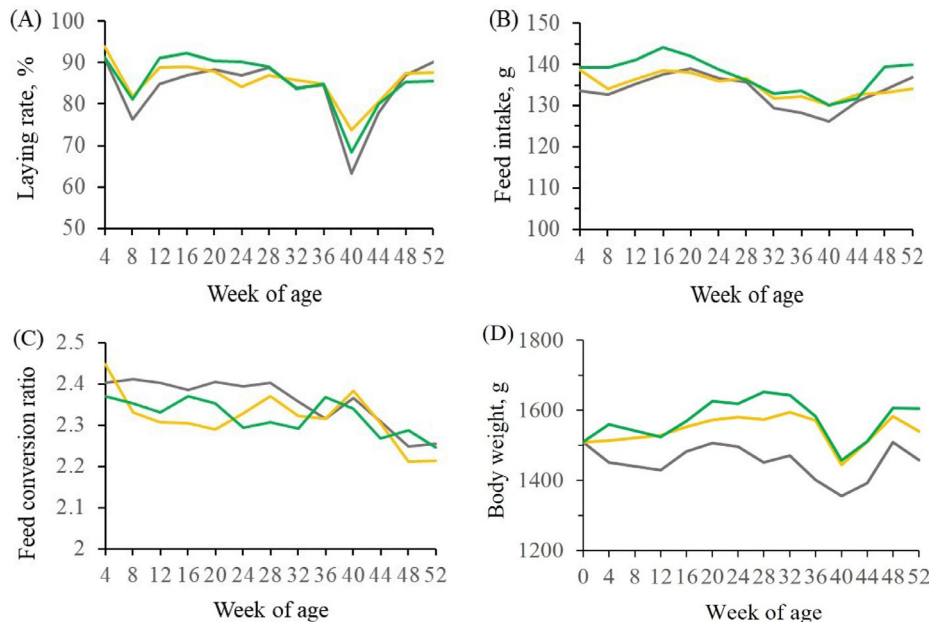 (A)
100
90
80
70
60
50
Laying rate, %
4 8 12 16 20 24 28 32 36 40 44 48 52
Week of age
(B)
150
140
130
120
110
100
Feed intake, g
4 8 12 16 20 24 28 32 36 40 44 48 52
Week of age
(C)
2.5
2.4
2.3
2.2
2.1
2
Feed conversion ratio
4 8 12 16 20 24 28 32 36 40 44 48 52
Week of age
(D)
1800
1600
1400
1200
Body weight, g
0 4 8 12 16 20 24 28 32 36 40 44 48 52
Week of age